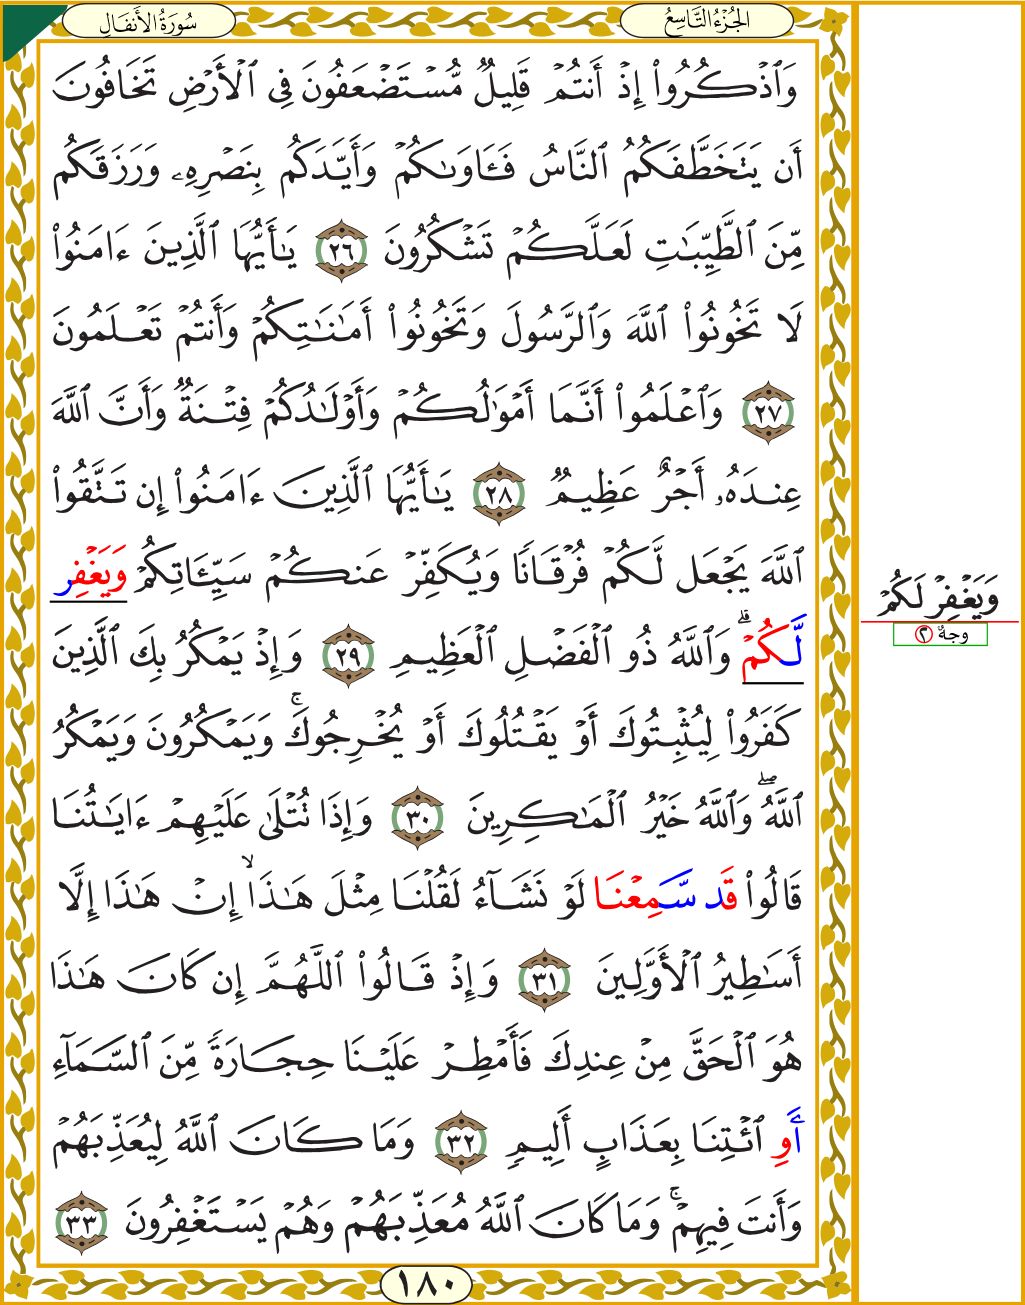 الجُزْءُ التَّاسِعُ
سُورَةُ الأَنفَالِ
وَٱذۡكُرُوٓاْ إِذۡ أَنتُمۡ قَلِيلٞ مُّسۡتَضۡعَفُونَ فِي ٱلۡأَرۡضِ تَخَافُونَ
أَن يَتَخَطَّفَكُمُ ٱلنَّاسُ فَـَٔاوَىٰكُمۡ وَأَيَّدَكُم بِنَصۡرِهِۦ وَرَزَقَكُم
مِّنَ ٱلطَّيِّبَٰتِ لَعَلَّكُمۡ تَشۡكُرُونَ ٢٦ يَٰٓأَيُّهَا ٱلَّذِينَ ءَامَنُواْ
لَا تَخُونُواْ ٱللَّهَ وَٱلرَّسُولَ وَتَخُونُوٓاْ أَمَٰنَٰتِكُمۡ وَأَنتُمۡ تَعۡلَمُونَ
٢٧ وَٱعۡلَمُوٓاْ أَنَّمَآ أَمۡوَٰلُكُمۡ وَأَوۡلَٰدُكُمۡ فِتۡنَةٞ وَأَنَّ ٱللَّهَ
عِندَهُۥٓ أَجۡرٌ عَظِيمٞ ٢٨ يَٰٓأَيُّهَا ٱلَّذِينَ ءَامَنُوٓاْ إِن تَتَّقُواْ
ٱللَّهَ يَجۡعَل لَّكُمۡ فُرۡقَانٗا وَيُكَفِّرۡ عَنكُمۡ سَيِّـَٔاتِكُمۡ وَيَغۡفِر
لَّكُمۡۗ وَٱللَّهُ ذُو ٱلۡفَضۡلِ ٱلۡعَظِيمِ ٢٩ وَإِذۡ يَمۡكُرُ بِكَ ٱلَّذِينَ
كَفَرُواْ لِيُثۡبِتُوكَ أَوۡ يَقۡتُلُوكَ أَوۡ يُخۡرِجُوكَۚ وَيَمۡكُرُونَ وَيَمۡكُرُ
ٱللَّهُۖ وَٱللَّهُ خَيۡرُ ٱلۡمَٰكِرِينَ ٣٠ وَإِذَا تُتۡلَىٰ عَلَيۡهِمۡ ءَايَٰتُنَا
قَالُواْ قَد سَّمِعۡنَا لَوۡ نَشَآءُ لَقُلۡنَا مِثۡلَ هَٰذَآۙ إِنۡ هَٰذَآ إِلَّآ
أَسَٰطِيرُ ٱلۡأَوَّلِينَ ٣١ وَإِذۡ قَالُواْ ٱللَّهُمَّ إِن كَانَ هَٰذَا
هُوَ ٱلۡحَقَّ مِنۡ عِندِكَ فَأَمۡطِرۡ عَلَيۡنَا حِجَارَةٗ مِّنَ ٱلسَّمَآءِ
أَوِ ٱئۡتِنَا بِعَذَابٍ أَلِيمٖ ٣٢ وَمَا كَانَ ٱللَّهُ لِيُعَذِّبَهُمۡ
وَأَنتَ فِيهِمۡۚ وَمَا كَانَ ٱللَّهُ مُعَذِّبَهُمۡ وَهُمۡ يَسۡتَغۡفِرُونَ ٣٣
وَيَغۡفِرۡ لَكُمۡ
وجهٌ ٢
١٨٠